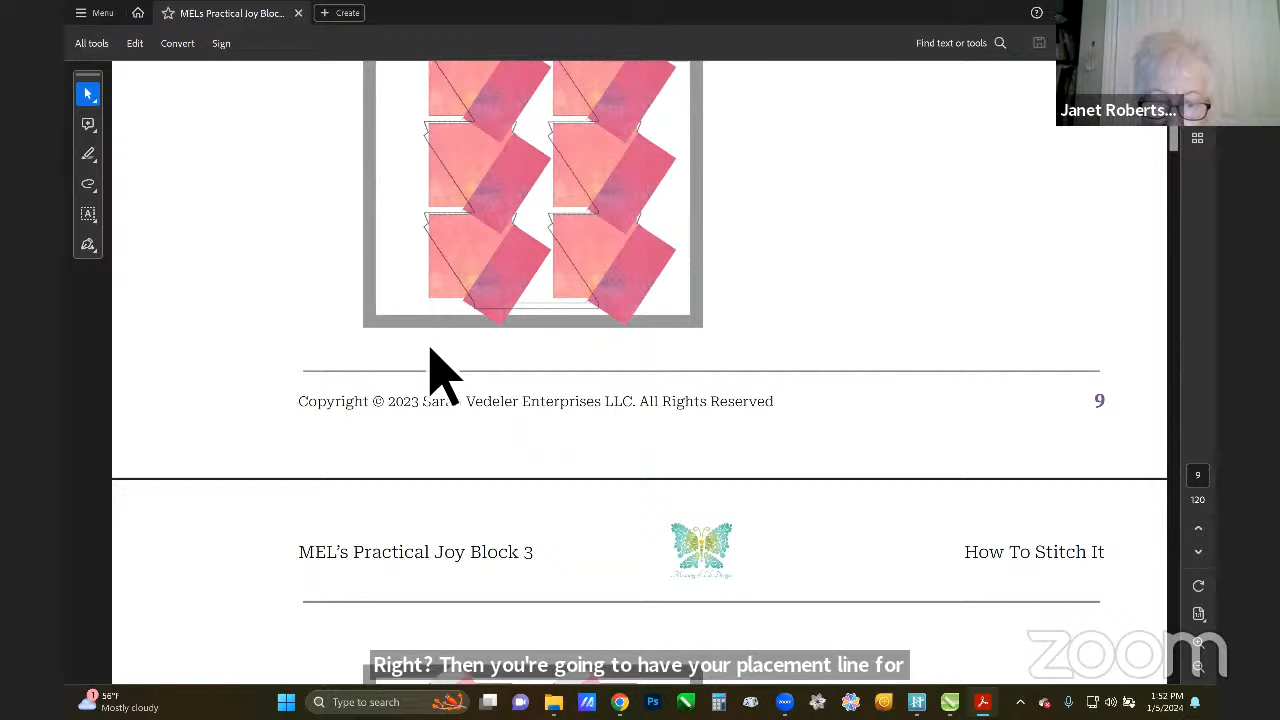 Menu
MELs Practical Joy Bloc...
Create
All tools
Edit
Convert
Sign
Find text or tools
Janet Roberts...
Copyright © 2023 Sar Vedeler Enterprises LLC. All Rights Reserved
9
9
120
MEL's Practical Joy Block 3
How To Stitch It
Right? Then you're going to have your placement line for
zoom
1
56°F
Mostly cloudy
Type here to search
1:52 PM
1/5/2024